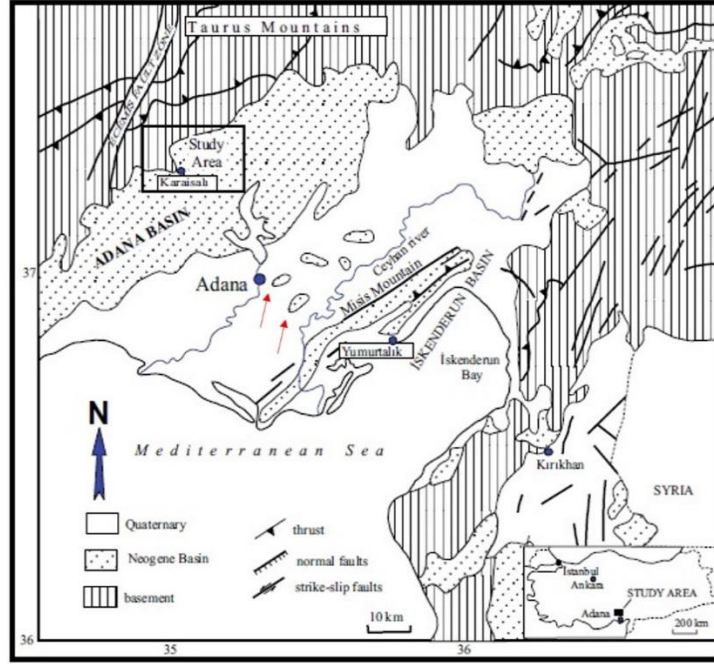 Taurus Mountains
ECEMİŞ FAULT ZONE
Study
Area
Karaisalı
ADANA BASIN
37
Adana
Ceyhan river
Misis Mountain
İSKENDERUN BASIN
Yumurtalık
İskenderun
Bay
N
Mediterranean Sea
Kırıkhan
SYRIA
Quaternary
Neogene Basin
basement
thrust
normal faults
strike-slip faults
10 km
İstanbul
Ankara
STUDY AREA
Adana
200 km
36
35
36